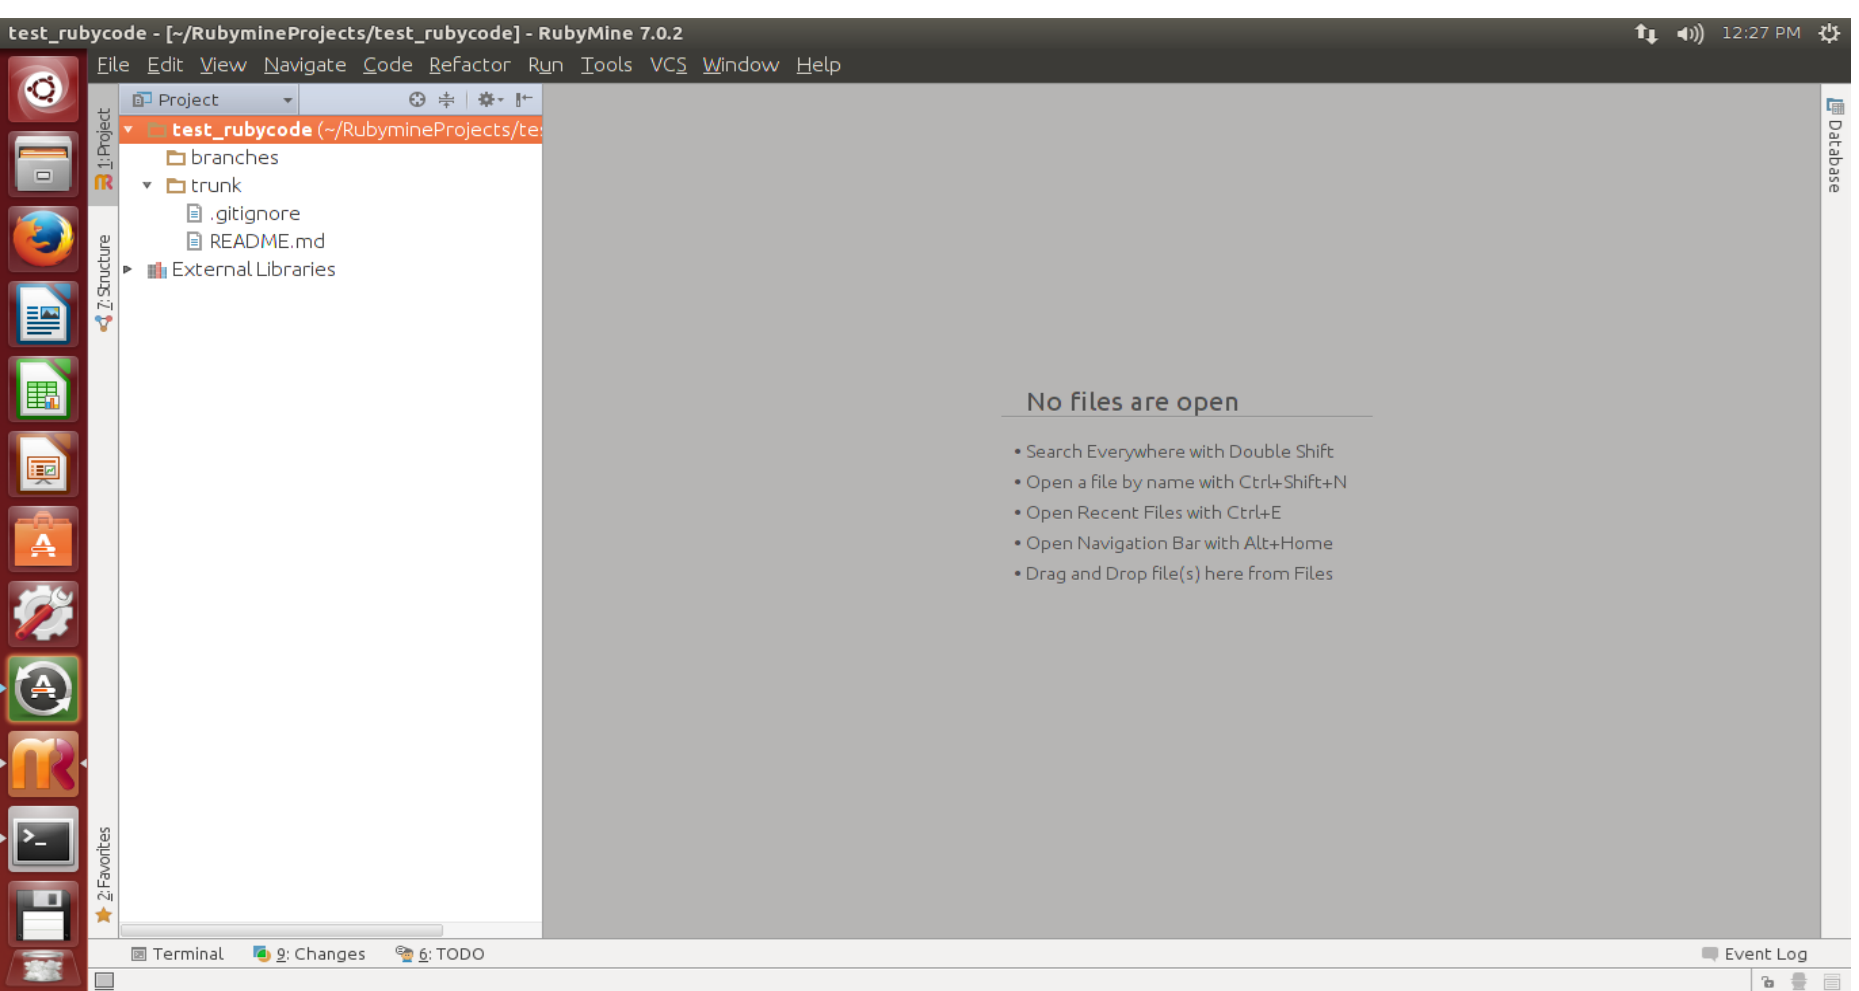 test_rubycode - [~/RubymineProjects/test_rubycode] - RubyMine 7.0.2
12:27 PM
File Edit View Navigate Code Refactor Run Tools VCS Window Help
1: Project
7: Structure
2: Favorites
Project
test_rubycode (~/RubymineProjects/te
branches
trunk
.gitignore
README.md
External Libraries
No files are open
• Search Everywhere with Double Shift
• Open a file by name with Ctrl+Shift+N
• Open Recent Files with Ctrl+E
• Open Navigation Bar with Alt+Home
• Drag and Drop file(s) here from Files
Database
Terminal 9: Changes 6: TODO
Event Log